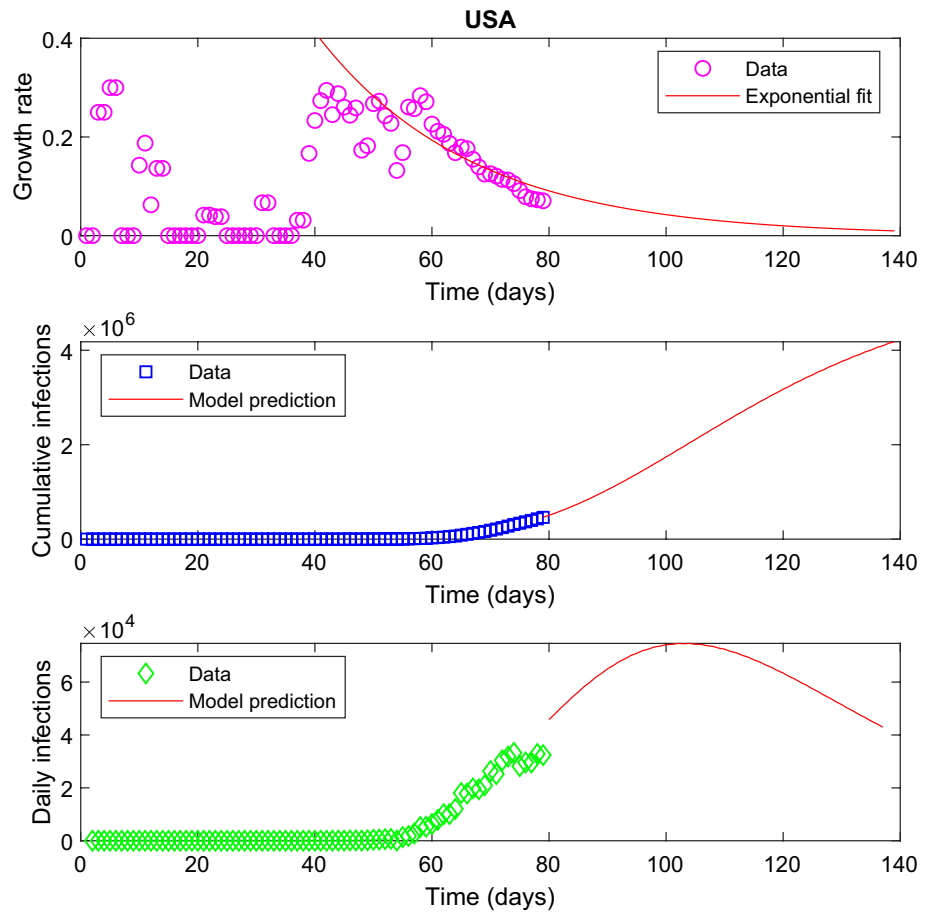 USA
Growth rate
0.4
0.2
0
Data
Exponential fit
0 20 40 60 80 100 120 140
Time (days)
Cumulative infections
× 10^6
4
2
0
Data
Model prediction
0 20 40 60 80 100 120 140
Time (days)
Daily infections
× 10^4
6
4
2
0
Data
Model prediction
0 20 40 60 80 100 120 140
Time (days)